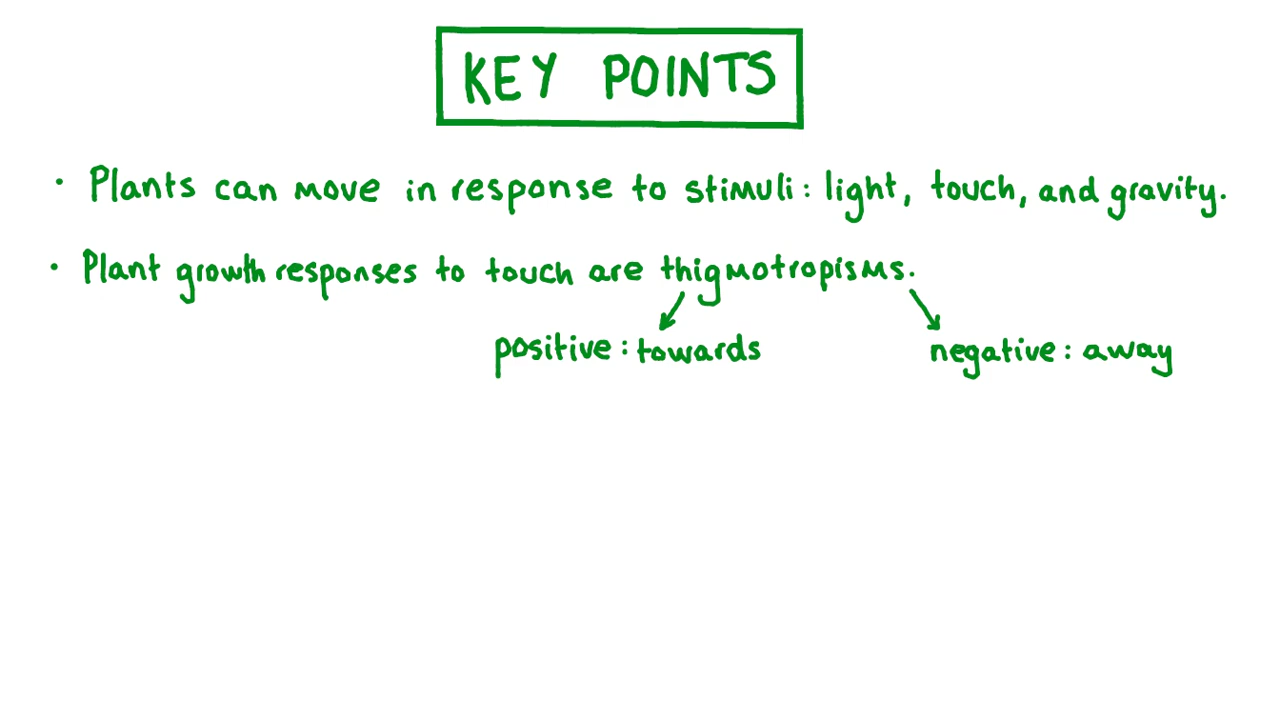 KEY POINTS
· Plants can move in response to stimuli: light, touch, and gravity.
· Plant growth responses to touch are thigmotropisms.
positive: towards negative: away